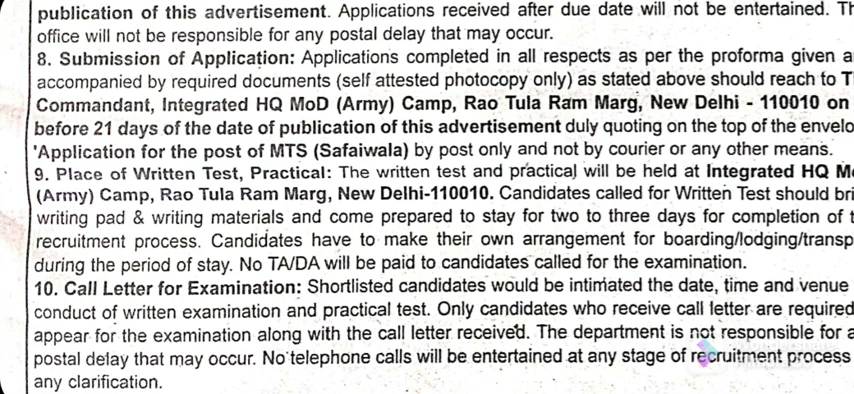 publication of this advertisement. Applications received after due date will not be entertained. Th
office will not be responsible for any postal delay that may occur.
8. Submission of Application: Applications completed in all respects as per the proforma given a
accompanied by required documents (self attested photocopy only) as stated above should reach to T
Commandant, Integrated HQ MoD (Army) Camp, Rao Tula Ram Marg, New Delhi - 110010 on
before 21 days of the date of publication of this advertisement duly quoting on the top of the envelo
'Application for the post of MTS (Safaiwala) by post only and not by courier or any other means.
9. Place of Written Test, Practical: The written test and practical will be held at Integrated HQ M
(Army) Camp, Rao Tula Ram Marg, New Delhi-110010. Candidates called for Written Test should bri
writing pad & writing materials and come prepared to stay for two to three days for completion of t
recruitment process. Candidates have to make their own arrangement for boarding/lodging/transp
during the period of stay. No TA/DA will be paid to candidates called for the examination.
10. Call Letter for Examination: Shortlisted candidates would be intimated the date, time and venue
conduct of written examination and practical test. Only candidates who receive call letter are required
appear for the examination along with the call letter received. The department is not responsible for a
postal delay that may occur. No telephone calls will be entertained at any stage of recruitment process
any clarification.